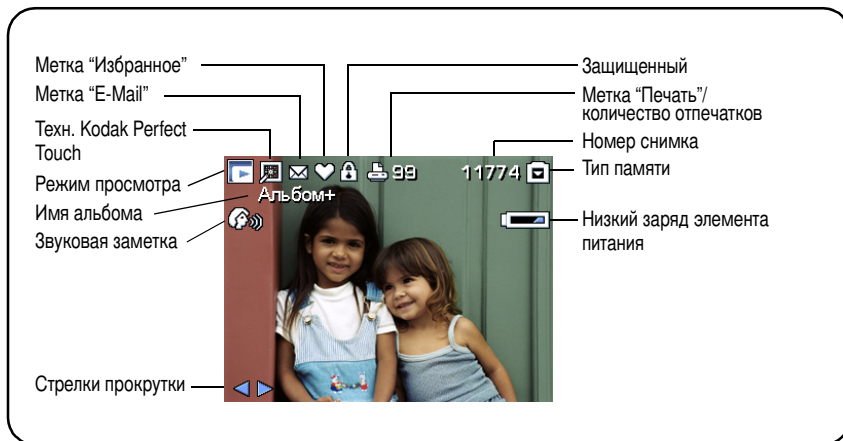 Метка “Избранное”
Метка “E-Mail”
Техн. Kodak Perfect
Touch
Режим просмотра
Имя альбома
Звуковая заметка
Стрелки прокрутки
99
11774
Альбом+
Защищенный
Метка “Печать”/
количество отпечатков
Номер снимка
Тип памяти
Низкий заряд элемента
питания